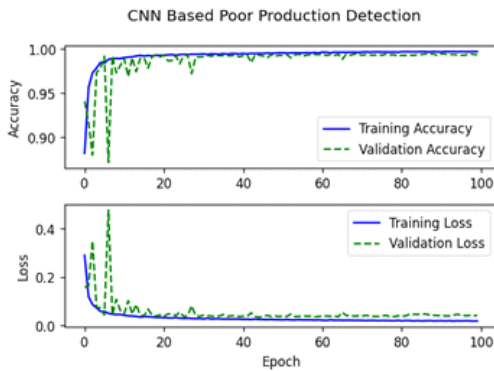 CNN Based Poor Production Detection
1.00
0.95
0.90
Accuracy
Training Accuracy
Validation Accuracy
0 20 40 60 80 100
0.4
0.2
0.0
Loss
Training Loss
Validation Loss
0 20 40 60 80 100
Epoch